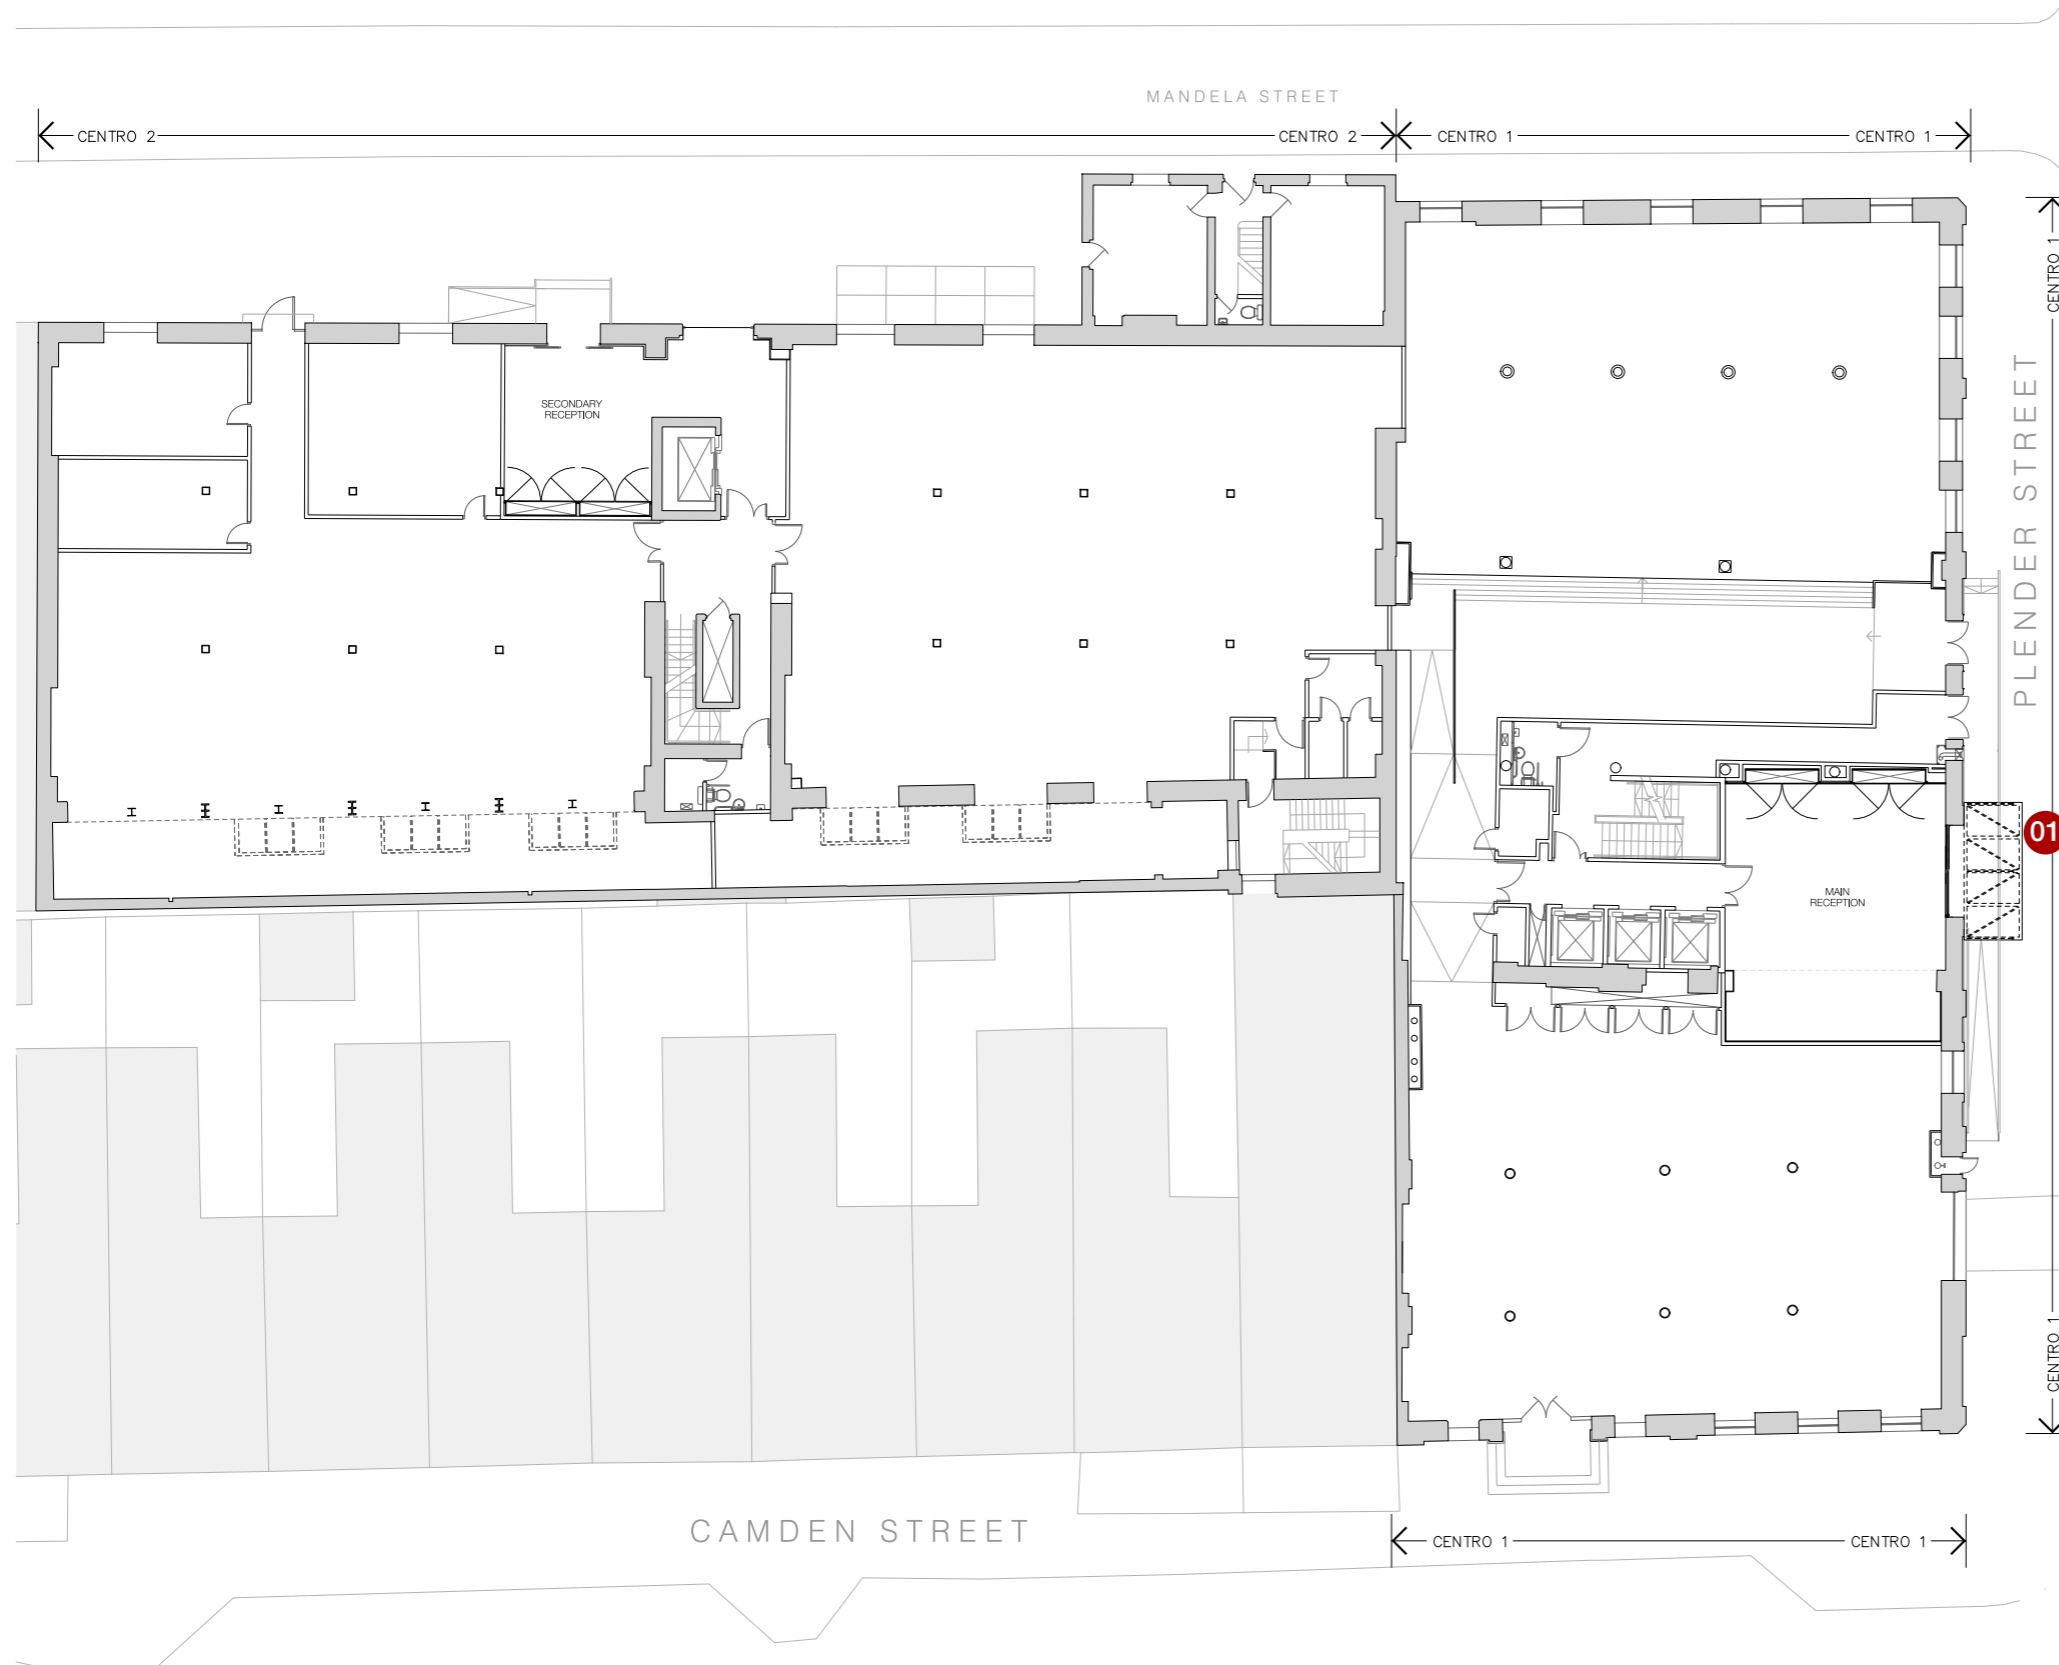 MANDELA STREET
CENTRO 2
CENTRO 2
CENTRO 1
CENTRO 1
CENTRO 1
PLENDER STREET
SECONDARY
RECEPTION
01
MAIN
RECEPTION
CENTRO 1
CAMDEN STREET
CENTRO 1
CENTRO 1